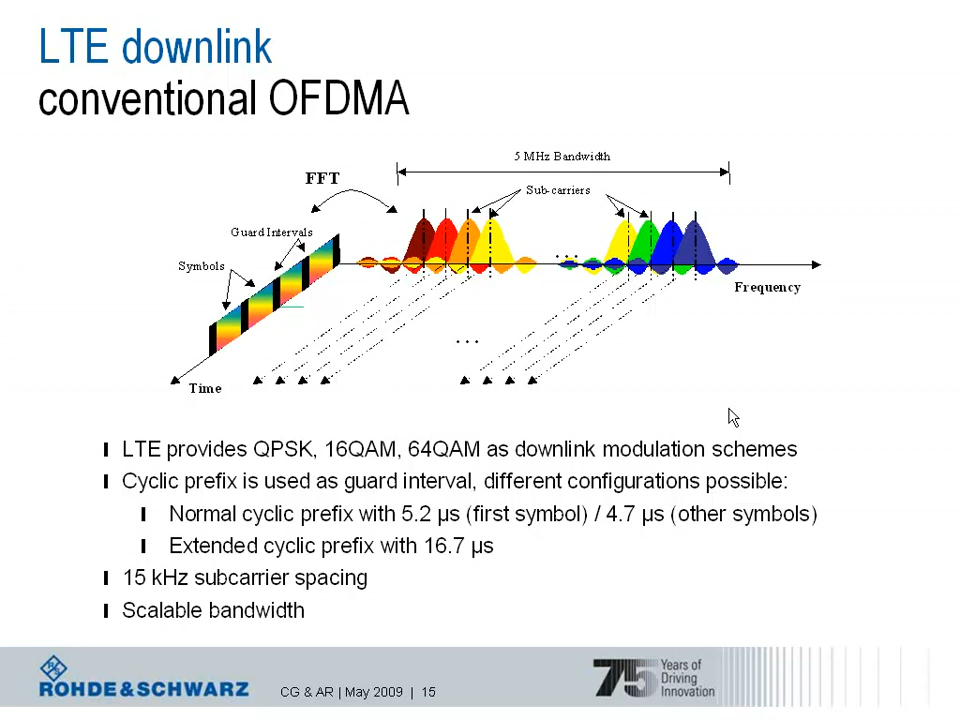 LTE downlink
conventional OFDMA
5 MHz Bandwidth
FFT
Sub-carriers
Guard Intervals
Symbols
...
Frequency
...
Time
LTE provides QPSK, 16QAM, 64QAM as downlink modulation schemes
Cyclic prefix is used as guard interval, different configurations possible:
Normal cyclic prefix with 5.2 µs (first symbol) / 4.7 µs (other symbols)
Extended cyclic prefix with 16.7 µs
15 kHz subcarrier spacing
Scalable bandwidth
R&S
ROHDE & SCHWARZ
CG & AR | May 2009 | 15
75 Years of
Driving
Innovation